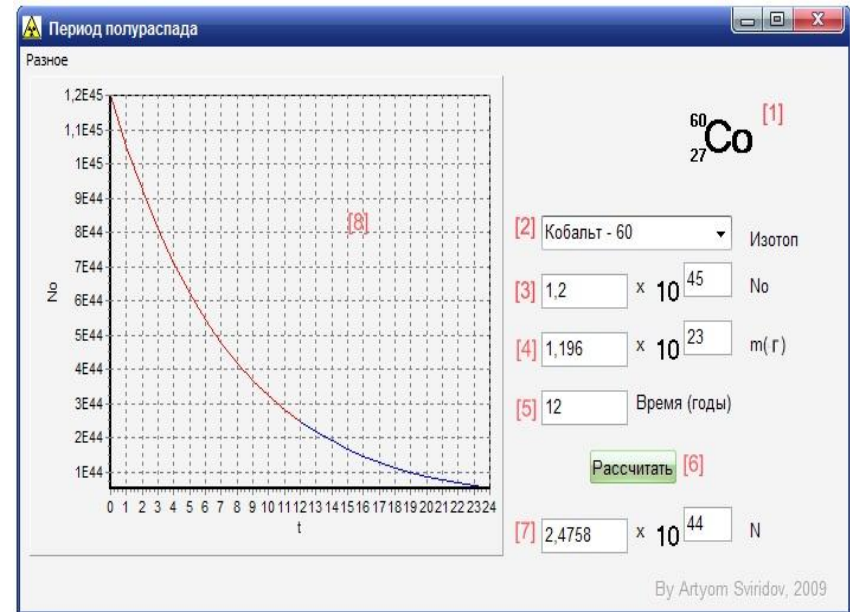 Период полураспада
Разное
1,2E45
1,1E45
1E45
9E44
8E44
7E44
6E44
5E44
4E44
3E44
2E44
1E44
No
0 1 2 3 4 5 6 7 8 9 10 11 12 13 14 15 16 17 18 19 20 21 22 23 24
t
[8]
60
27 Co [1]
[2] Кобальт - 60 Изотоп
[3] 1,2 x 10 45 No
[4] 1,196 x 10 23 m(г)
[5] 12 Время (годы)
Рассчитать [6]
[7] 2,4758 x 10 44 N
By Artyom Sviridov, 2009